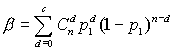 β = ∑_{d=0}^{c} C_n^d p_1^d (1 − p_1)^{n−d}